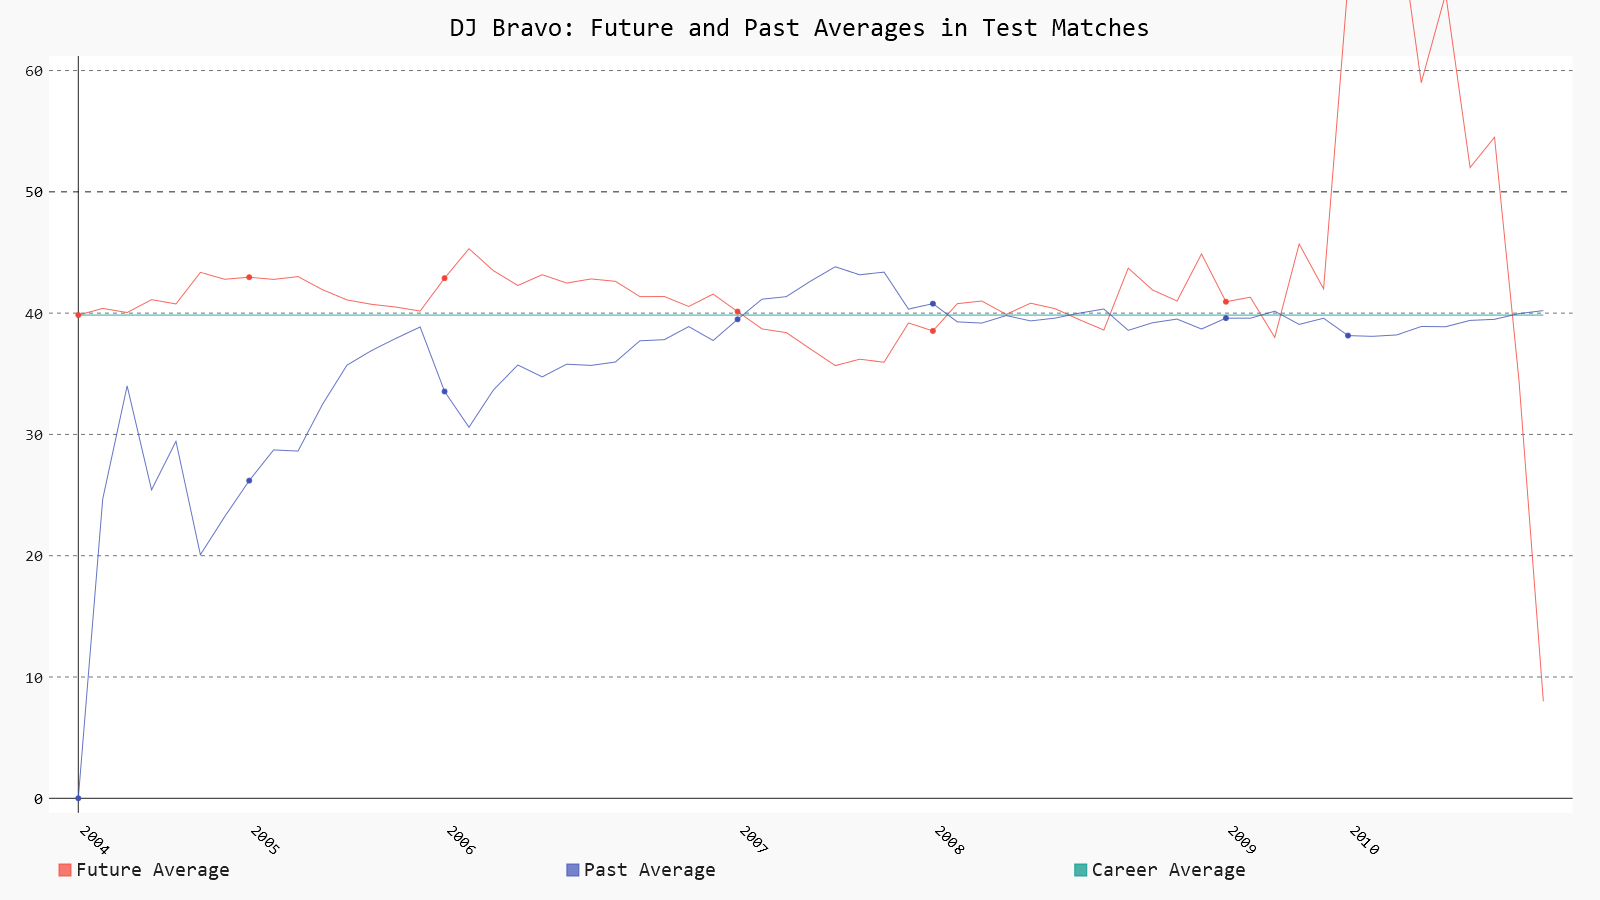 DJ Bravo: Future and Past Averages in Test Matches
60
50
40
30
20
10
0
2004 2005 2006 2007 2008 2009 2010
Future Average Past Average Career Average